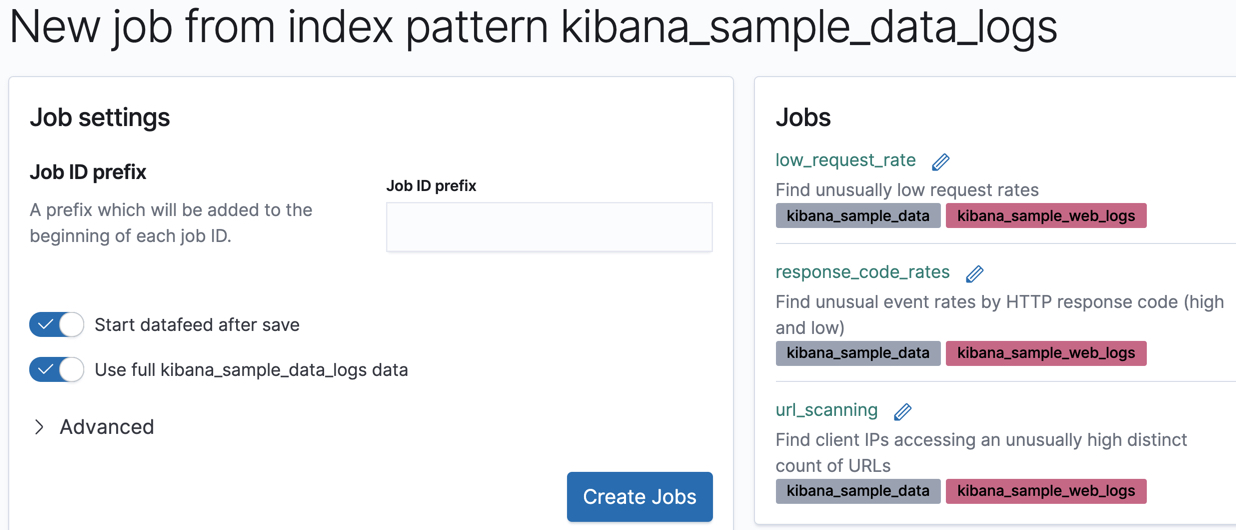 New job from index pattern kibana_sample_data_logs
Job settings
Job ID prefix
A prefix which will be added to the
beginning of each job ID.
Job ID prefix
Start datafeed after save
Use full kibana_sample_data_logs data
Advanced
Create Jobs
Jobs
low_request_rate
Find unusually low request rates
kibana_sample_data kibana_sample_web_logs
response_code_rates
Find unusual event rates by HTTP response code (high
and low)
kibana_sample_data kibana_sample_web_logs
url_scanning
Find client IPs accessing an unusually high distinct
count of URLs
kibana_sample_data kibana_sample_web_logs